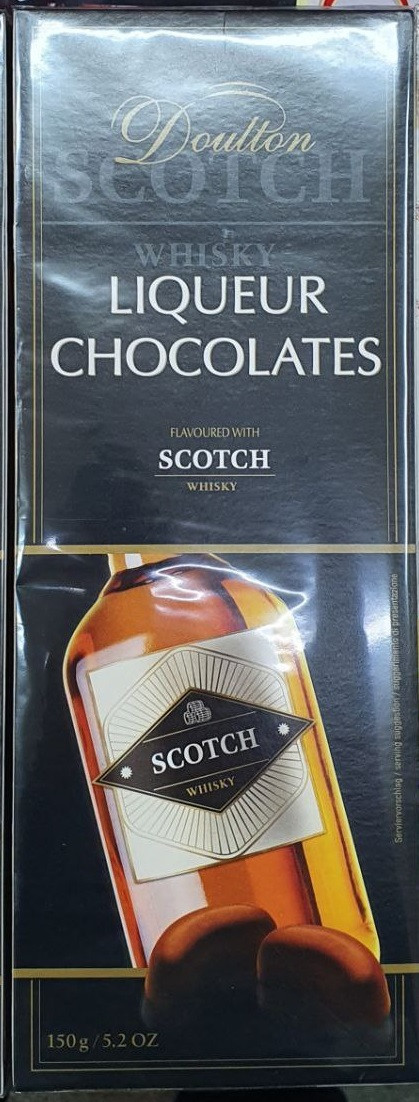 Doulton
SCOTCH
WHISKY
LIQUEUR
CHOCOLATES
FLAVOURED WITH
SCOTCH
WHISKY
SCOTCH
WHISKY
Serviervorschlag / serving suggestion / suggerimento di presentazione
150 g / 5.2 OZ